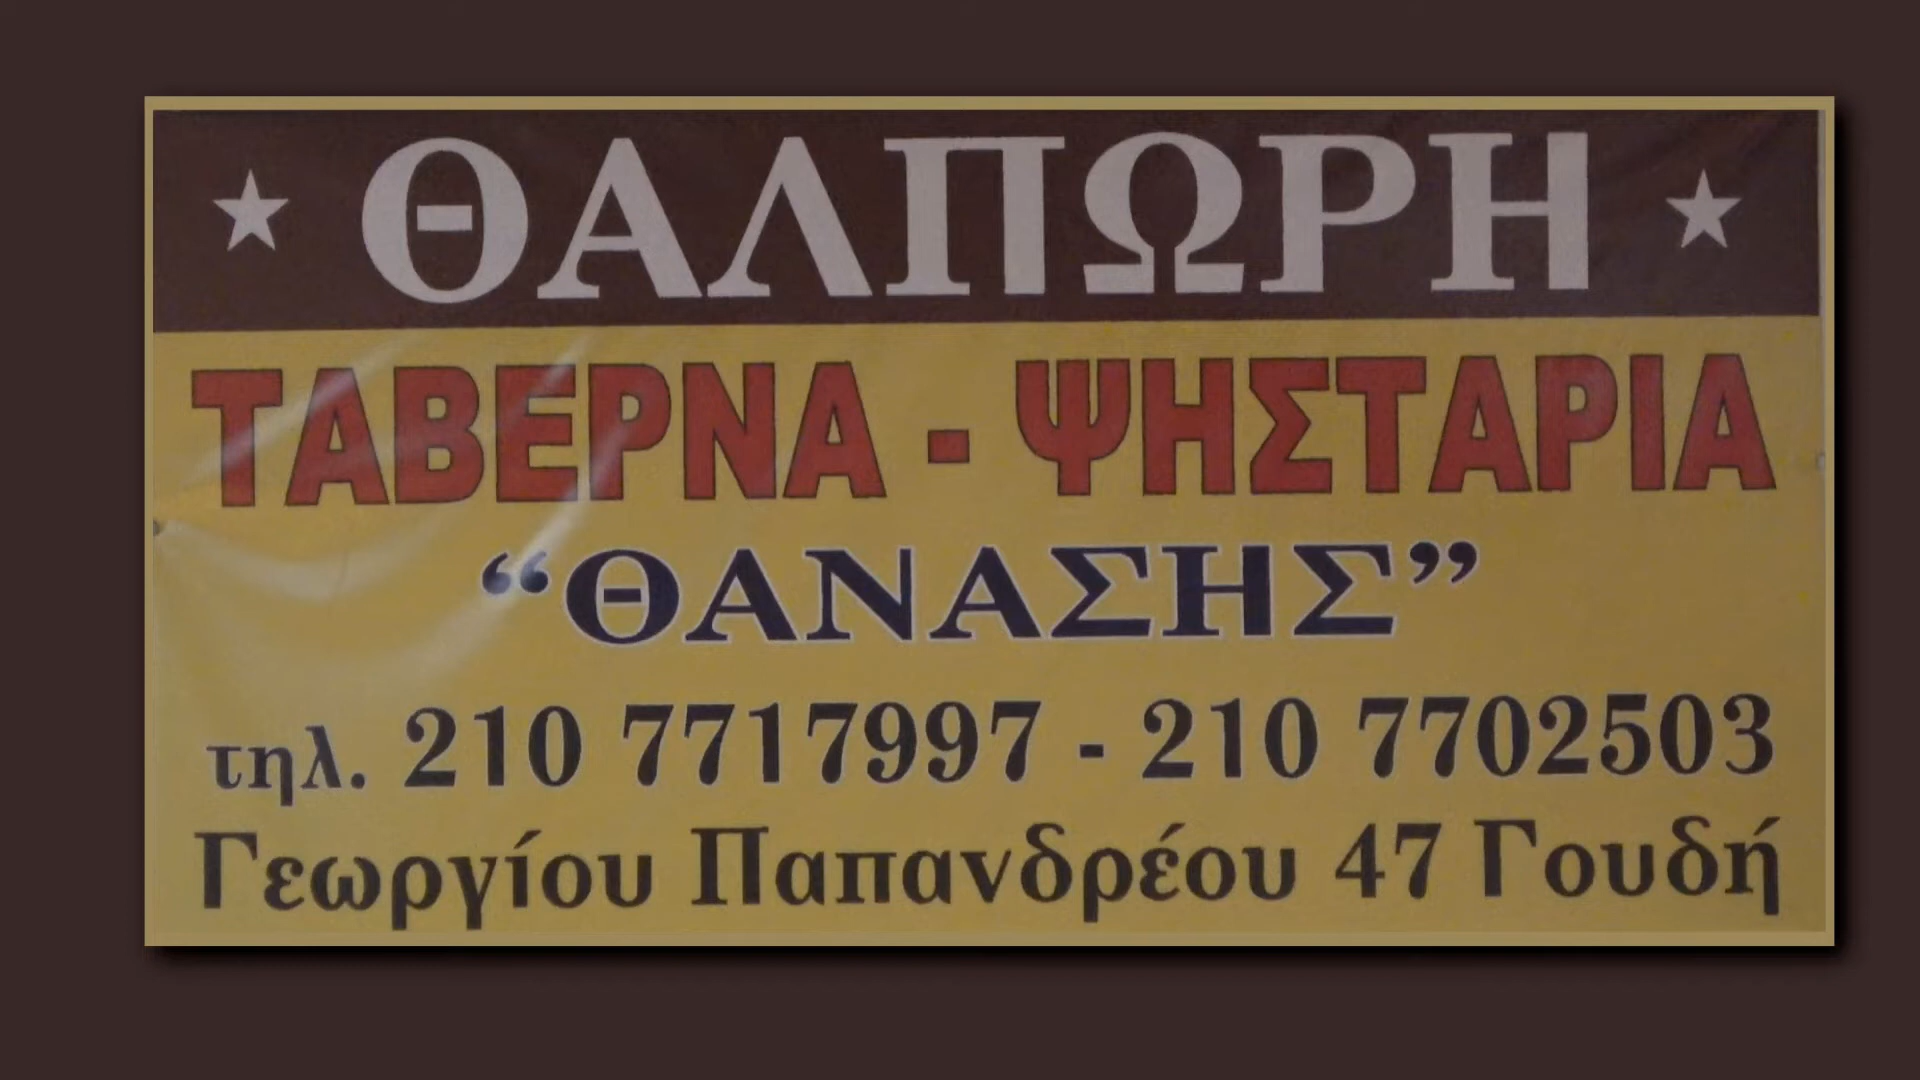 ★ ΘΑΛΠΩΡΗ ★
ΤΑΒΕΡΝΑ - ΨΗΣΤΑΡΙΑ
“ΘΑΝΑΣΗΣ”
τηλ. 210 7717997 - 210 7702503
Γεωργίου Παπανδρέου 47 Γουδή